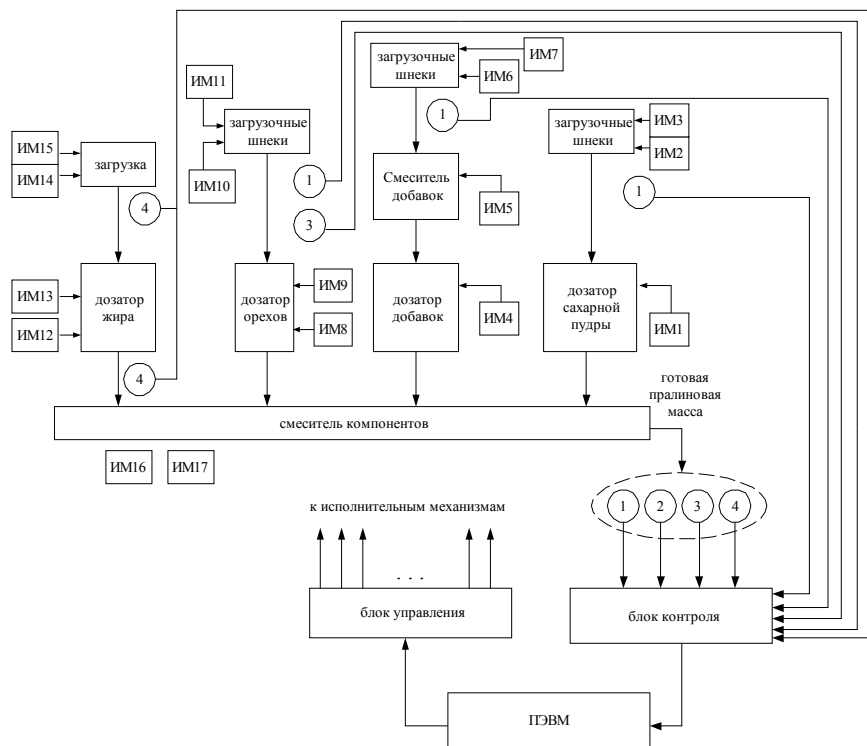 загрузочные
шнеки
ИМ7
ИМ6
ИМ11
1
загрузочные
шнеки
загрузочные
шнеки
ИМ3
ИМ2
ИМ15
ИМ14
загрузка
ИМ10
1
Смеситель
добавок
ИМ5
1
4
3
ИМ13
ИМ12
дозатор
жира
дозатор
орехов
ИМ9
ИМ8
дозатор
добавок
ИМ4
дозатор
сахарной
пудры
ИМ1
4
готовая
пралиновая
масса
смеситель компонентов
ИМ16
ИМ17
к исполнительным механизмам
1
2
3
4
. . .
блок управления
блок контроля
ПЭВМ